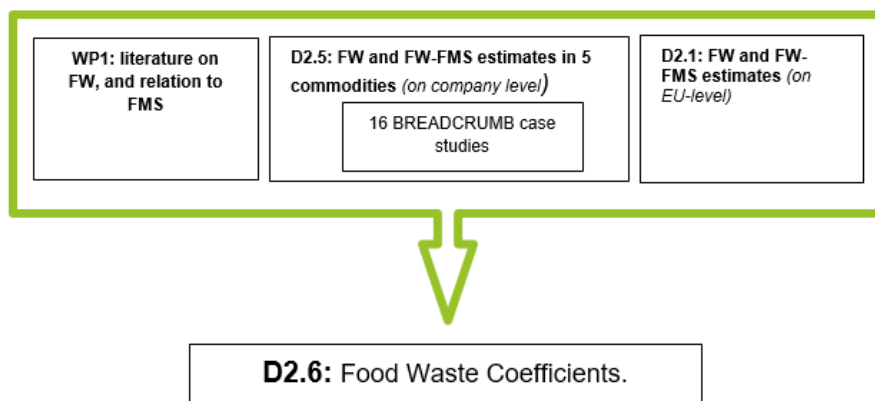 WP1: literature on
FW, and relation to
FMS
D2.5: FW and FW-FMS estimates in 5
commodities (on company level)
16 BREADCRUMB case
studies
D2.1: FW and FW-
FMS estimates (on
EU-level)
D2.6: Food Waste Coefficients.